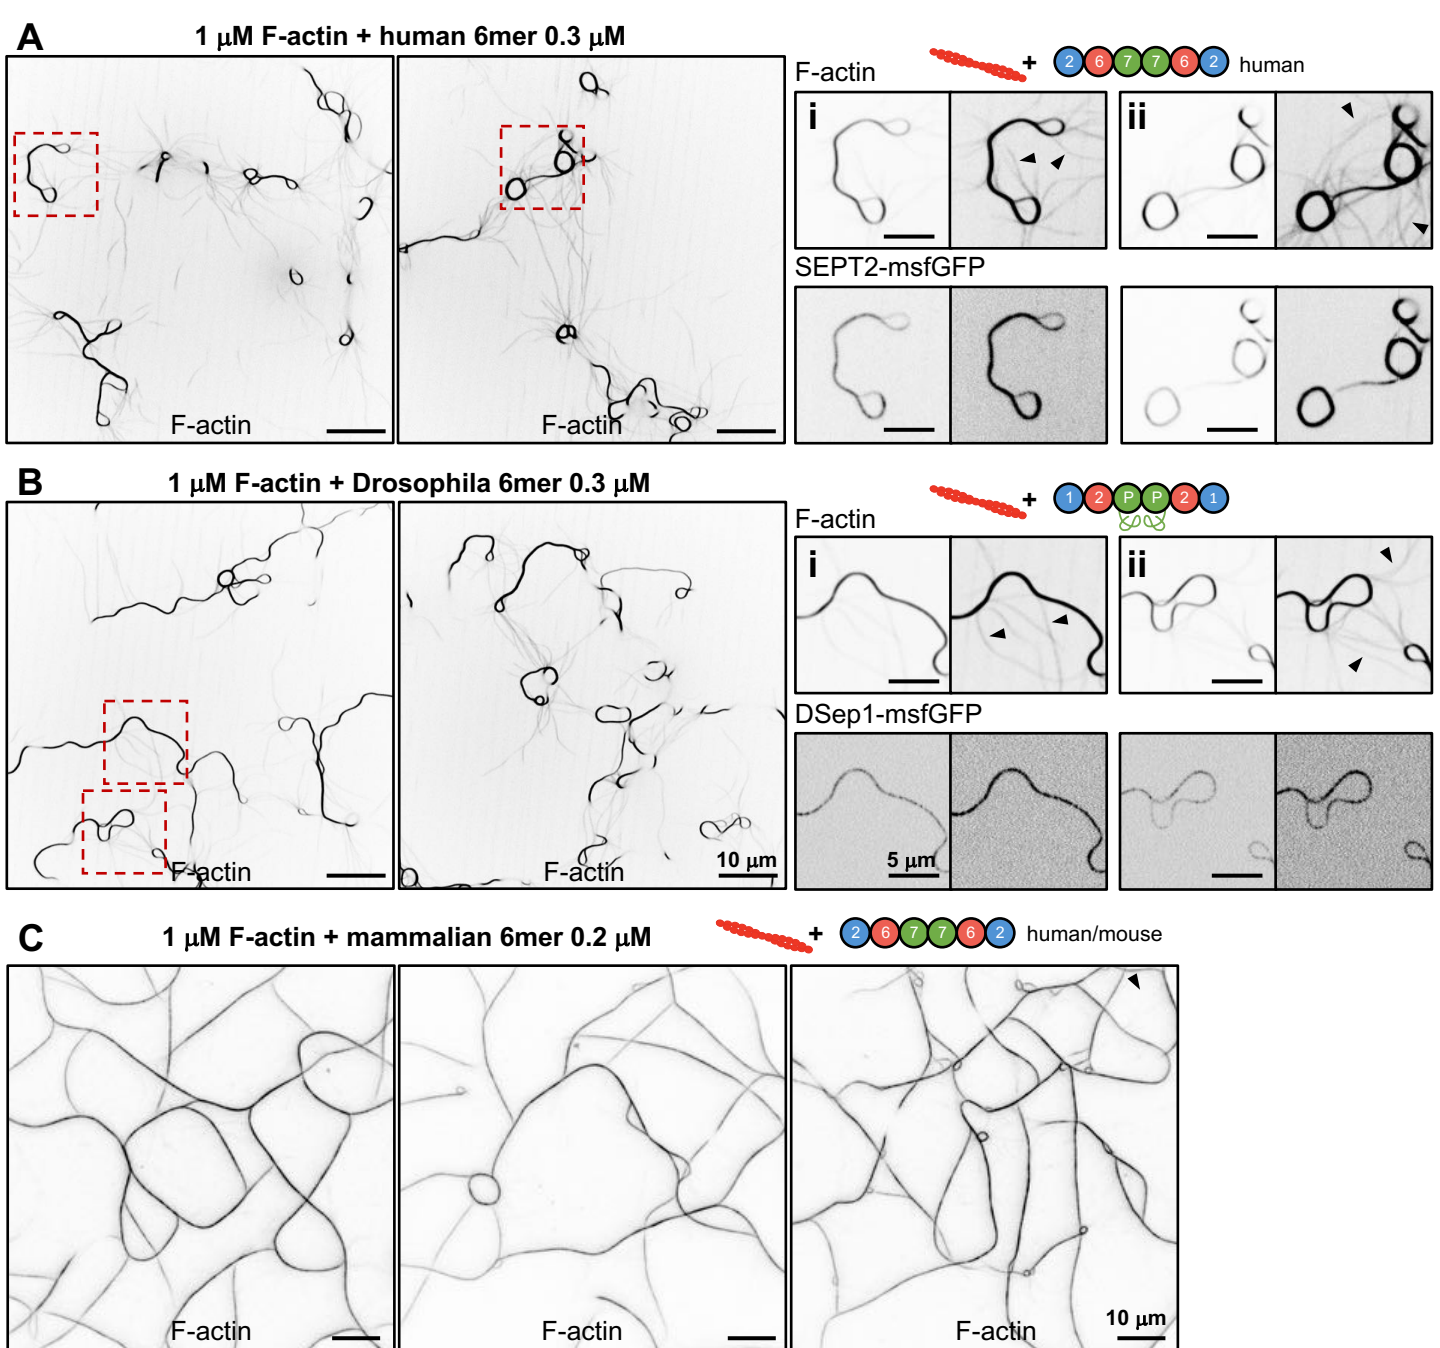 A
1 µM F-actin + human 6mer 0.3 µM
F-actin
F-actin
F-actin
+
2 6 7 7 6 2
human
i
ii
SEPT2-msfGFP
B
1 µM F-actin + Drosophila 6mer 0.3 µM
F-actin
F-actin
10 µm
F-actin
+
1 2 P P 2 1
i
ii
DSep1-msfGFP
5 µm
C
1 µM F-actin + mammalian 6mer 0.2 µM
+
2 6 7 7 6 2
human/mouse
F-actin
F-actin
F-actin
10 µm